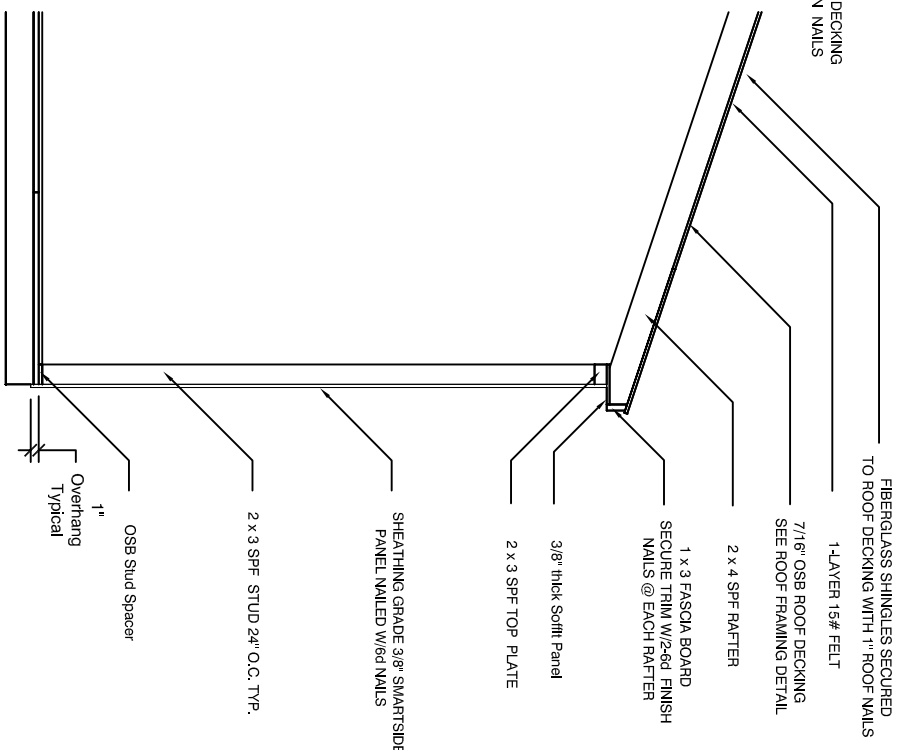 DECKING
N NAILS
FIBERGLASS SHINGLES SECURED
TO ROOF DECKING WITH 1" ROOF NAILS
1-LAYER 15# FELT
7/16" OSB ROOF DECKING
SEE ROOF FRAMING DETAIL
2 x 4 SPF RAFTER
1 x 3 FASCIA BOARD
SECURE TRIM W/2-6d FINISH
NAILS @ EACH RAFTER
3/8" thick Soffit Panel
2 x 3 SPF TOP PLATE
SHEATHING GRADE 3/8" SMARTSIDE
PANEL NAILED W/6d NAILS
2 x 3 SPF STUD 24" O.C. TYP.
OSB Stud Spacer
1"
Overhang
Typical